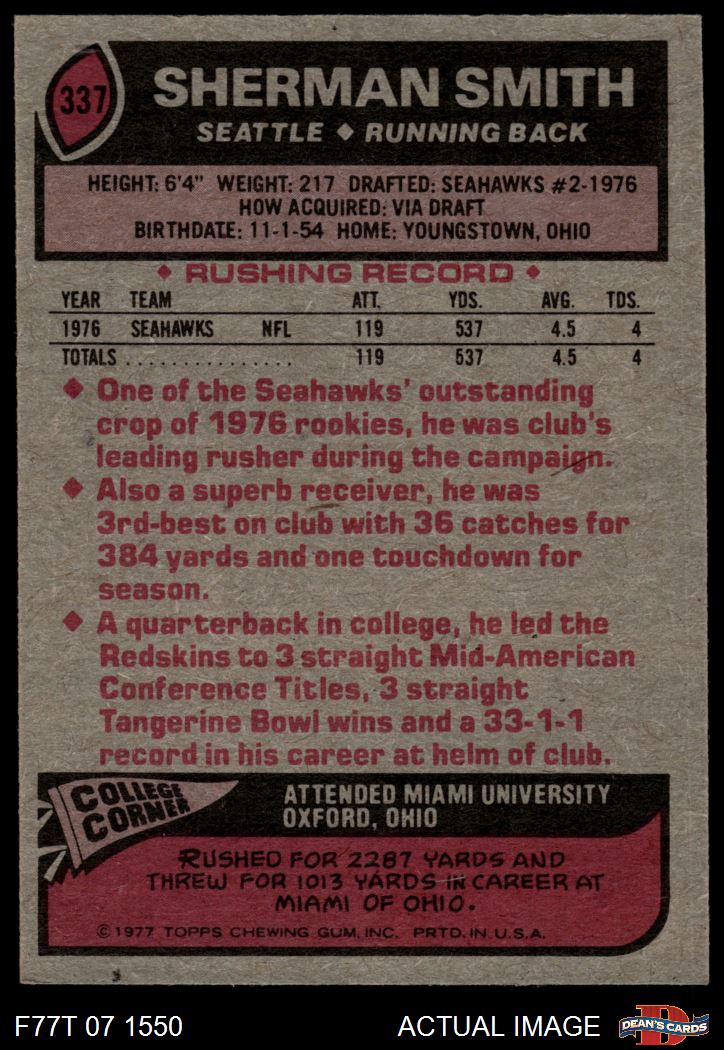 337
SHERMAN SMITH
SEATTLE ◆ RUNNING BACK
HEIGHT: 6'4" WEIGHT: 217 DRAFTED: SEAHAWKS #2-1976
HOW ACQUIRED: VIA DRAFT
BIRTHDATE: 11-1-54 HOME: YOUNGSTOWN, OHIO
◆ RUSHING RECORD ◆
YEAR TEAM ATT. YDS. AVG. TDS.
1976 SEAHAWKS NFL 119 537 4.5 4
TOTALS . . . . . . . . . . . . . . . 119 537 4.5 4
◆ One of the Seahawks' outstanding
crop of 1976 rookies, he was club's
leading rusher during the campaign.
◆ Also a superb receiver, he was
3rd-best on club with 36 catches for
384 yards and one touchdown for
season.
◆ A quarterback in college, he led the
Redskins to 3 straight Mid-American
Conference Titles, 3 straight
Tangerine Bowl wins and a 33-1-1
record in his career at helm of club.
COLLEGE
CORNER
ATTENDED MIAMI UNIVERSITY
OXFORD, OHIO
RUSHED FOR 2287 YARDS AND
THREW FOR 1013 YARDS IN CAREER AT
MIAMI OF OHIO.
© 1977 TOPPS CHEWING GUM, INC. PRTD. IN U.S.A.
F77T 07 1550 ACTUAL IMAGE
D
DEAN'S CARDS